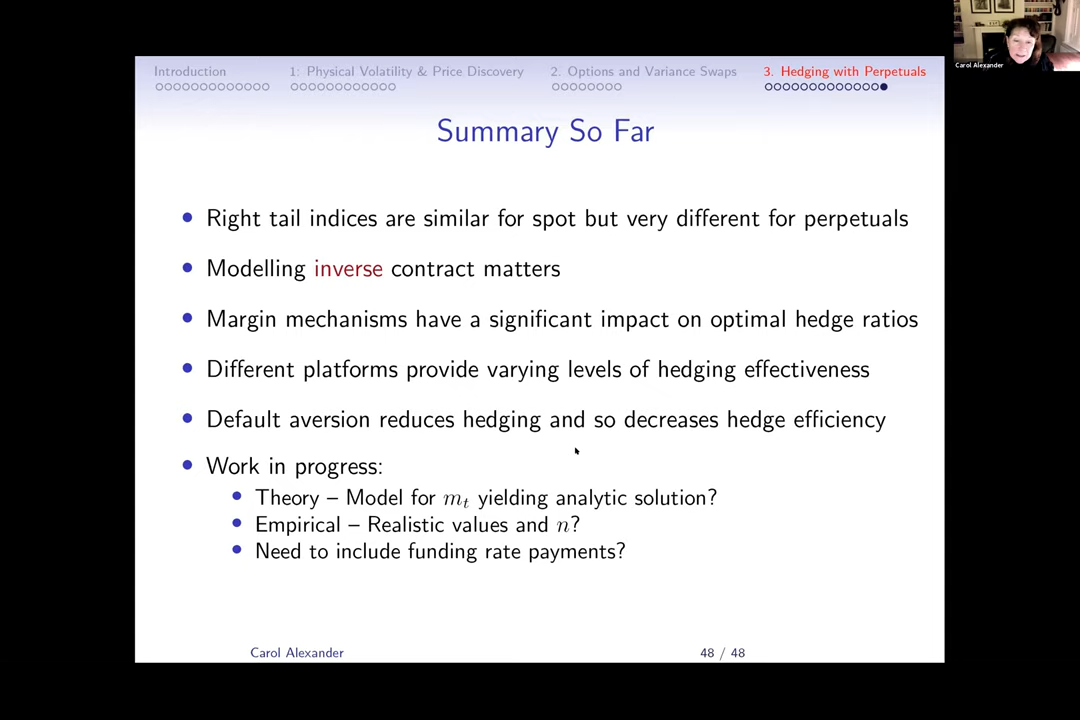 Introduction
1: Physical Volatility & Price Discovery
2. Options and Variance Swaps
3. Hedging with Perpetuals
Carol Alexander
Summary So Far
Right tail indices are similar for spot but very different for perpetuals
Modelling inverse contract matters
Margin mechanisms have a significant impact on optimal hedge ratios
Different platforms provide varying levels of hedging effectiveness
Default aversion reduces hedging and so decreases hedge efficiency
Work in progress:
Theory – Model for mₜ yielding analytic solution?
Empirical – Realistic values and n?
Need to include funding rate payments?
Carol Alexander
48 / 48